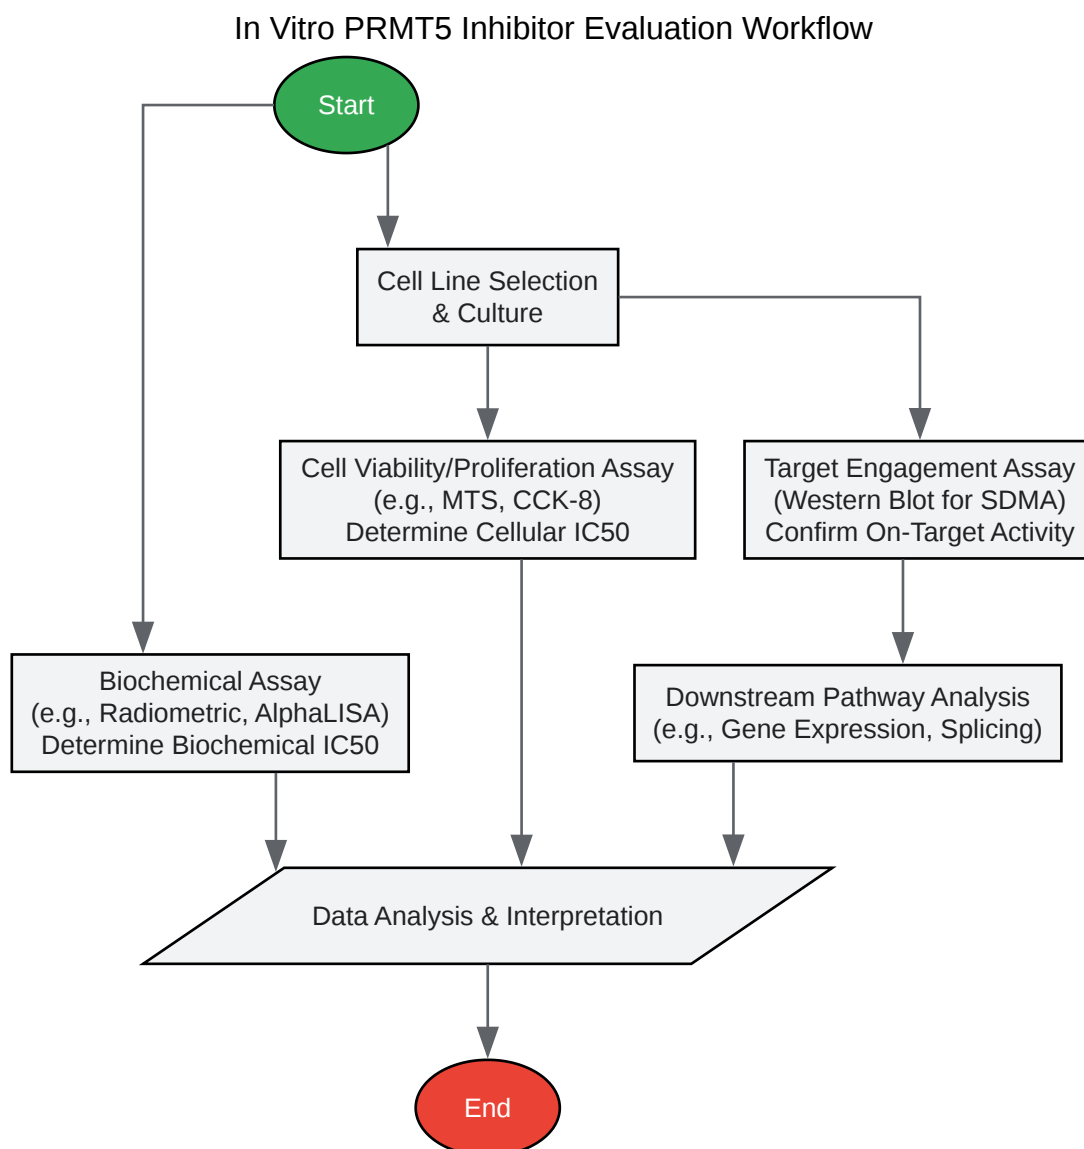 In Vitro PRMT5 Inhibitor Evaluation Workflow
Start
Cell Line Selection
& Culture
Cell Viability/Proliferation Assay
(e.g., MTS, CCK-8)
Determine Cellular IC50
Target Engagement Assay
(Western Blot for SDMA)
Confirm On-Target Activity
Biochemical Assay
(e.g., Radiometric, AlphaLISA)
Determine Biochemical IC50
Downstream Pathway Analysis
(e.g., Gene Expression, Splicing)
Data Analysis & Interpretation
End